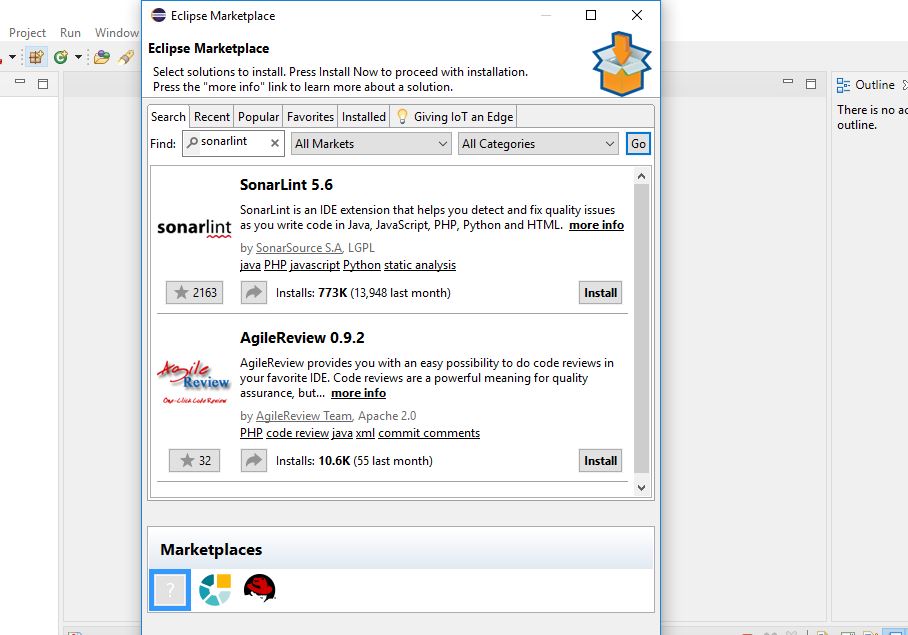 Eclipse Marketplace
Project Run Window
Eclipse Marketplace
Select solutions to install. Press Install Now to proceed with installation.
Press the "more info" link to learn more about a solution.
Search Recent Popular Favorites Installed Giving IoT an Edge
Find: sonarlint All Markets All Categories Go
Outline
There is no ac
outline.
SonarLint 5.6
sonarlint
SonarLint is an IDE extension that helps you detect and fix quality issues
as you write code in Java, JavaScript, PHP, Python and HTML. more info
by SonarSource S.A, LGPL
java PHP javascript Python static analysis
2163 Installs: 773K (13,948 last month) Install
AgileReview 0.9.2
Agile
Review
One-Click Code Review
AgileReview provides you with an easy possibility to do code reviews in
your favorite IDE. Code reviews are a powerful meaning for quality
assurance, but... more info
by AgileReview Team, Apache 2.0
PHP code review java xml commit comments
32 Installs: 10.6K (55 last month) Install
Marketplaces
?